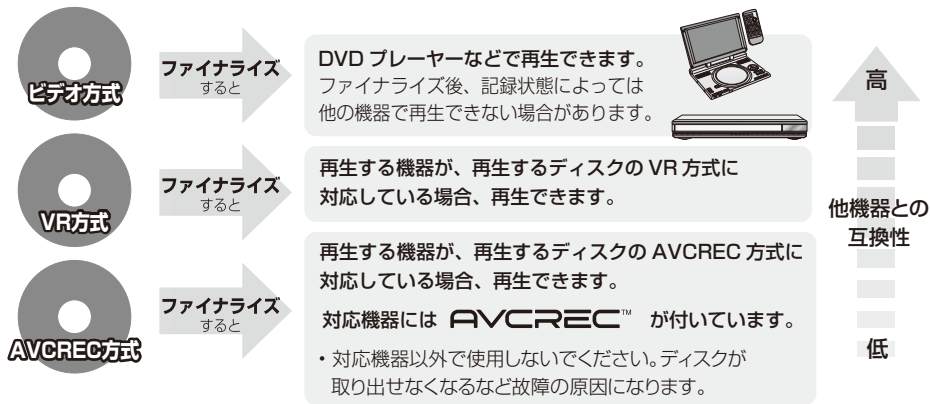 ビデオ方式
ファイナライズ
すると
DVD プレーヤーなどで再生できます。
ファイナライズ後、記録状態によっては
他の機器で再生できない場合があります。
VR方式
ファイナライズ
すると
再生する機器が、再生するディスクの VR 方式に
対応している場合、再生できます。
AVCREC方式
ファイナライズ
すると
再生する機器が、再生するディスクの AVCREC 方式に
対応している場合、再生できます。
対応機器には AVCREC™ が付いています。
・対応機器以外で使用しないでください。ディスクが
取り出せなくなるなど故障の原因になります。
高
他機器との
互換性
低